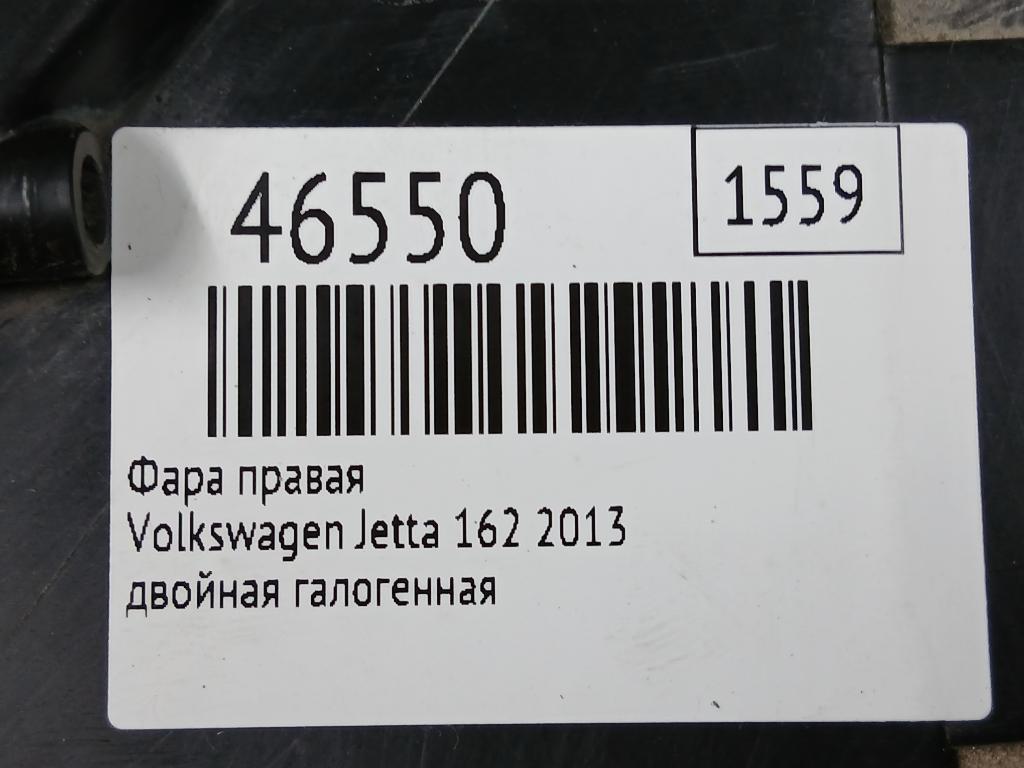 46550
1559
Фара правая
Volkswagen Jetta 162 2013
двойная галогенная